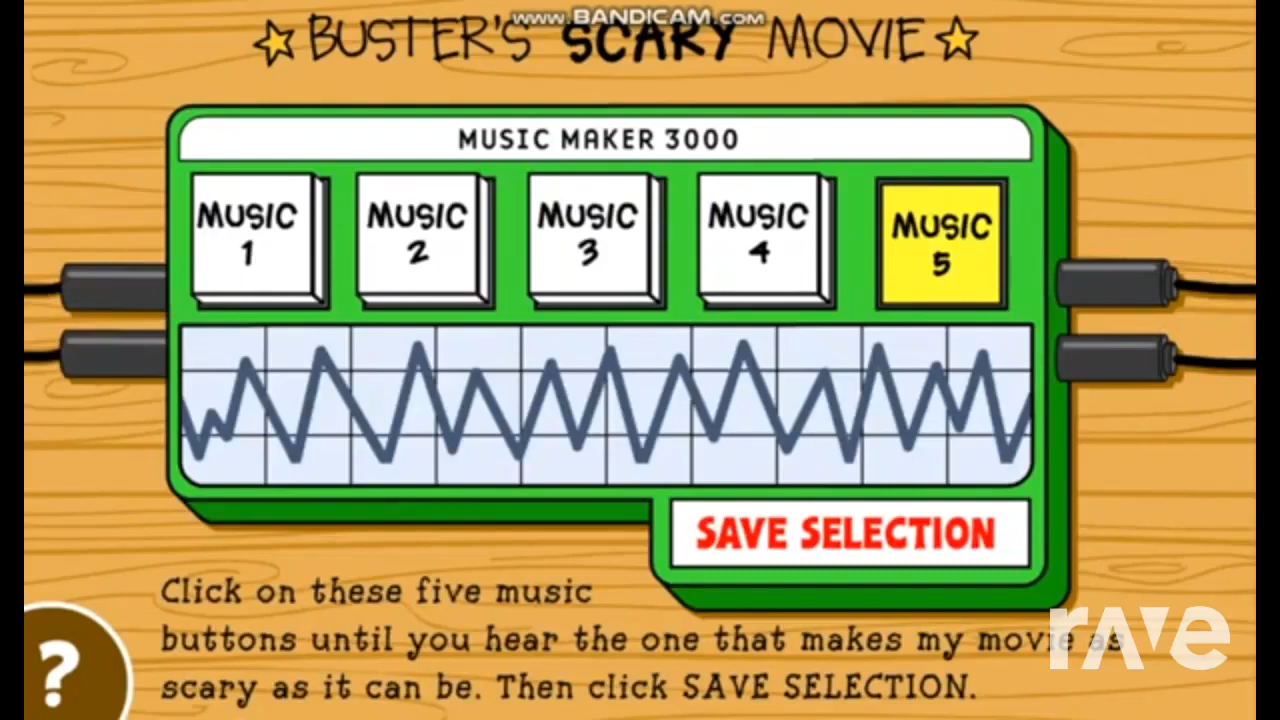 www.BANDICAM.com
BUSTER'S SCARY MOVIE
MUSIC MAKER 3000
MUSIC 1
MUSIC 2
MUSIC 3
MUSIC 4
MUSIC 5
SAVE SELECTION
Click on these five music
buttons until you hear the one that makes my movie as
scary as it can be. Then click SAVE SELECTION.
?
rave